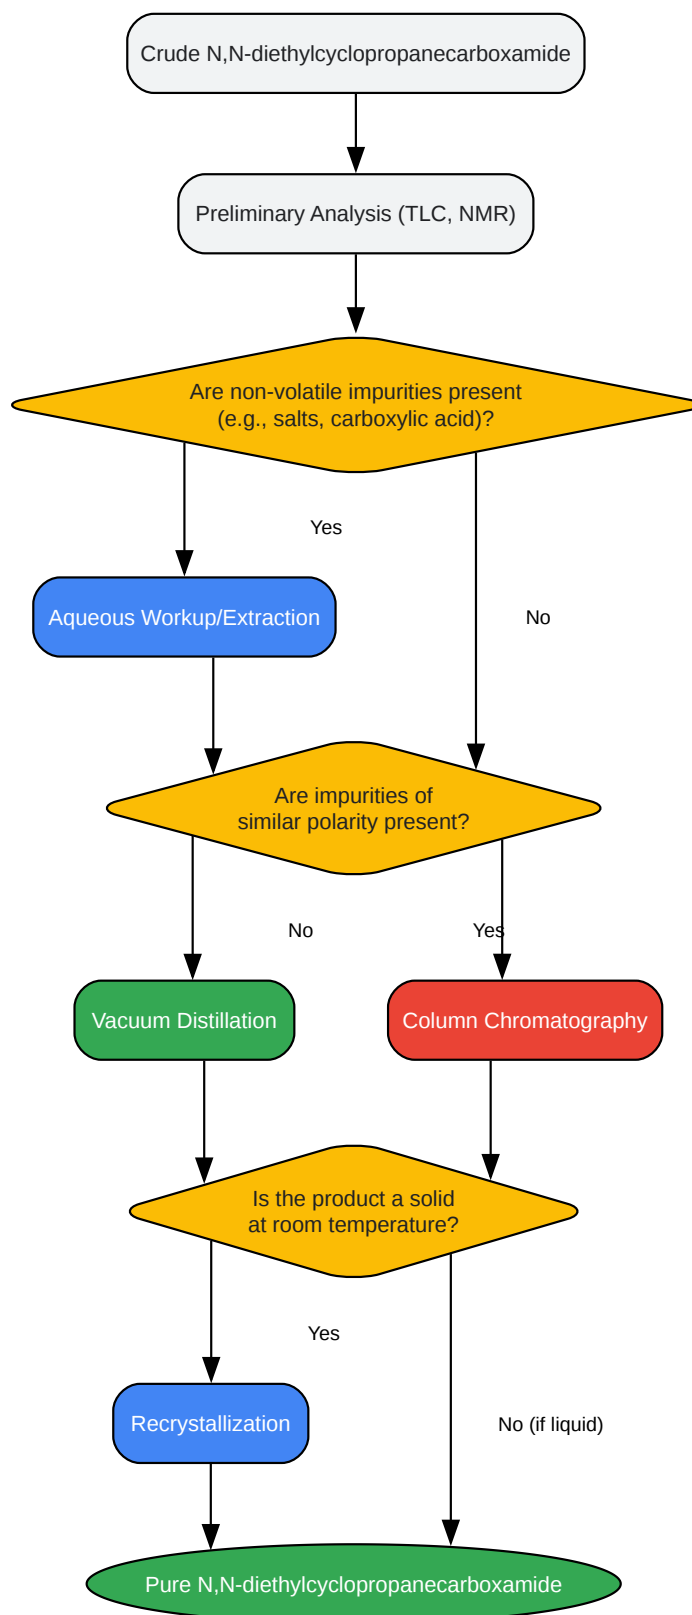 Crude N,N-diethylcyclopropanecarboxamide
Preliminary Analysis (TLC, NMR)
Are non-volatile impurities present
(e.g., salts, carboxylic acid)?
Yes
Aqueous Workup/Extraction
No
Are impurities of
similar polarity present?
No
Yes
Vacuum Distillation
Column Chromatography
Is the product a solid
at room temperature?
Yes
Recrystallization
No (if liquid)
Pure N,N-diethylcyclopropanecarboxamide